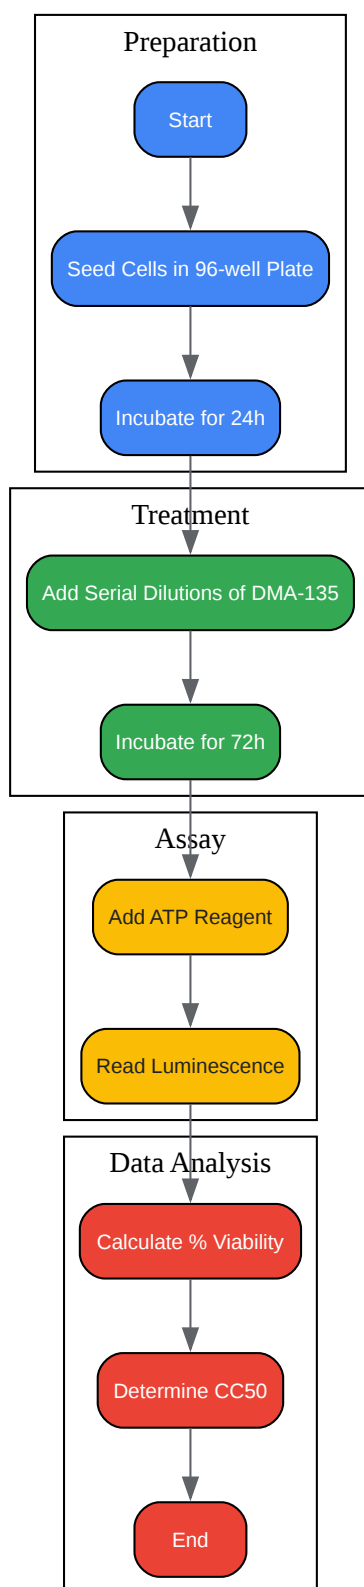 Preparation
Start
Seed Cells in 96-well Plate
Incubate for 24h
Treatment
Add Serial Dilutions of DMA-135
Incubate for 72h
Assay
Add ATP Reagent
Read Luminescence
Data Analysis
Calculate % Viability
Determine CC50
End